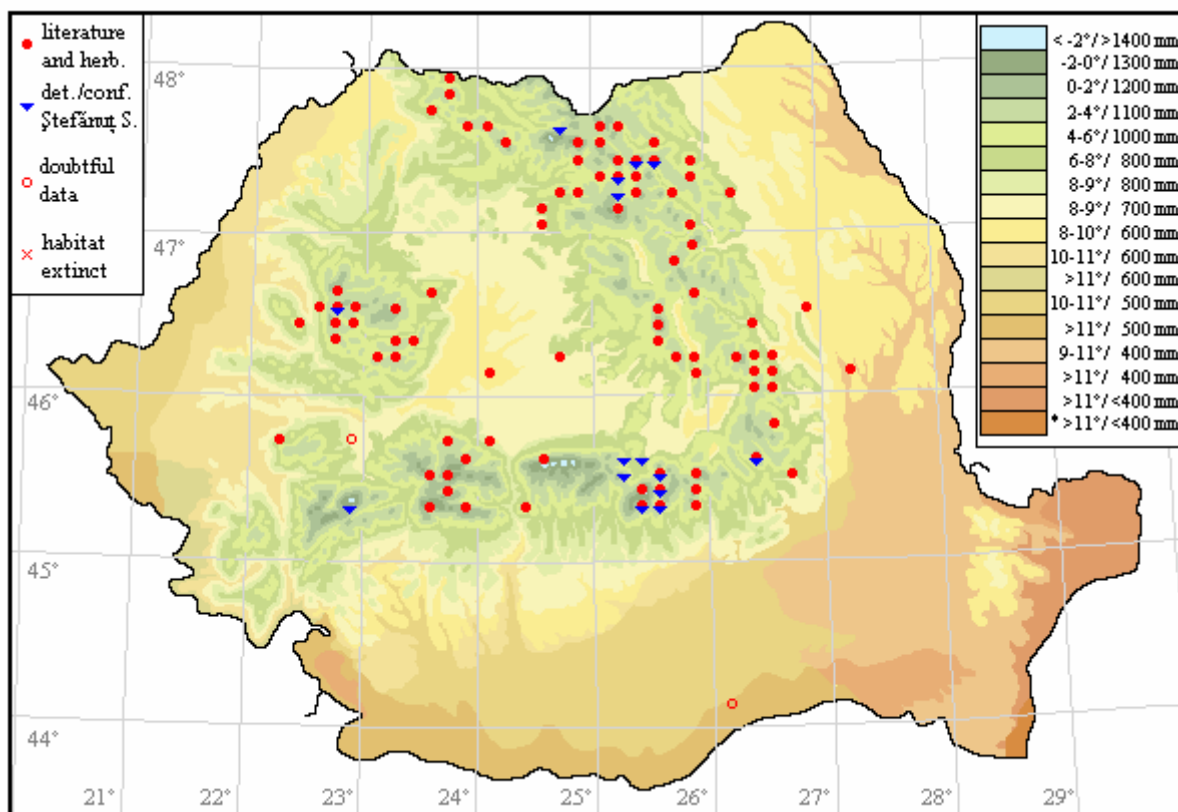 literature
and herb.
det./conf.
Ștefănuț S.
doubtful
data
habitat
extinct
< -2°/>1400 mm
-2-0°/1300 mm
0-2°/1200 mm
2-4°/1100 mm
4-6°/1000 mm
6-8°/ 800 mm
8-9°/ 800 mm
8-9°/ 700 mm
8-10°/ 600 mm
10-11°/ 600 mm
>11°/ 600 mm
10-11°/ 500 mm
>11°/ 500 mm
9-11°/ 400 mm
>11°/ 400 mm
>11°/<400 mm
* >11°/<400 mm
48°
47°
46°
45°
44°
21° 22° 23° 24° 25° 26° 27° 28° 29°